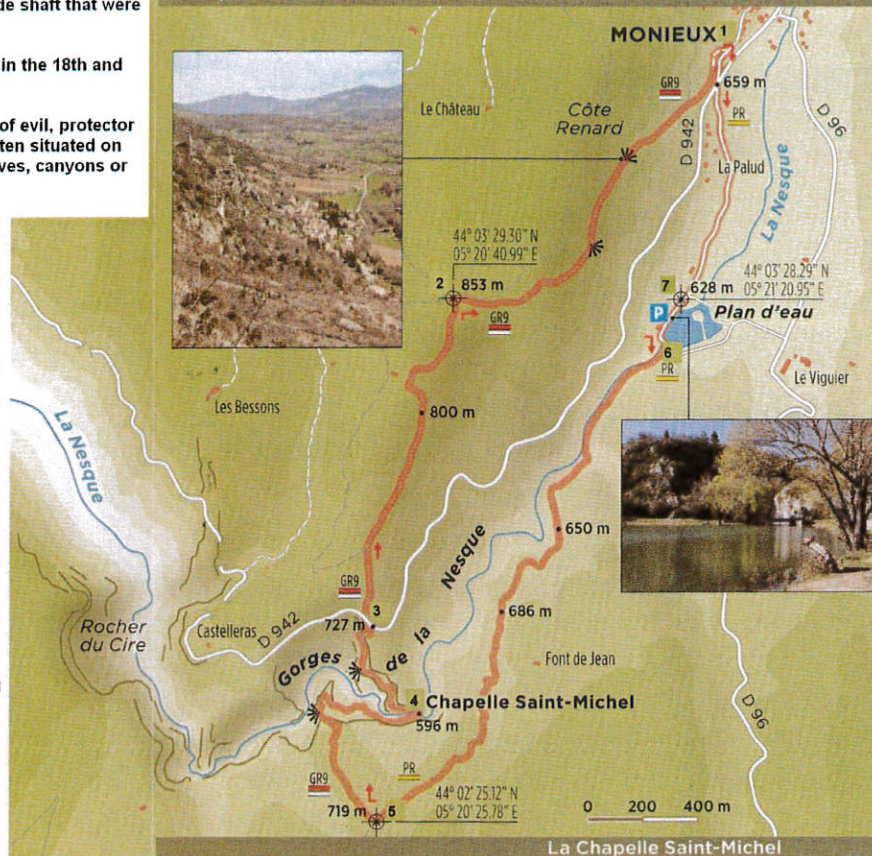 de shaft that were
in the 18th and
of evil, protector
ten situated on
ves, canyons or
MONIEUX 1
659 m
GR9
PR
Le Château
Côte
Renard
D 942
D 96
La Palud
La Nesque
44° 03' 29.30" N
05° 20' 40.99" E
2
853 m
GR9
44° 03' 28.29" N
05° 21' 20.95" E
7
628 m
P
Plan d'eau
6
PR
Le Viguier
Les Bessons
800 m
La Nesque
650 m
GR9
3
727 m
686 m
Rocher
du Cire
Castelleras
D 942
Gorges de la Nesque
Font de Jean
4
Chapelle Saint-Michel
596 m
D 96
GR9
PR
44° 02' 25.12" N
05° 20' 25.78" E
719 m
5
0 200 400 m
La Chapelle Saint-Michel